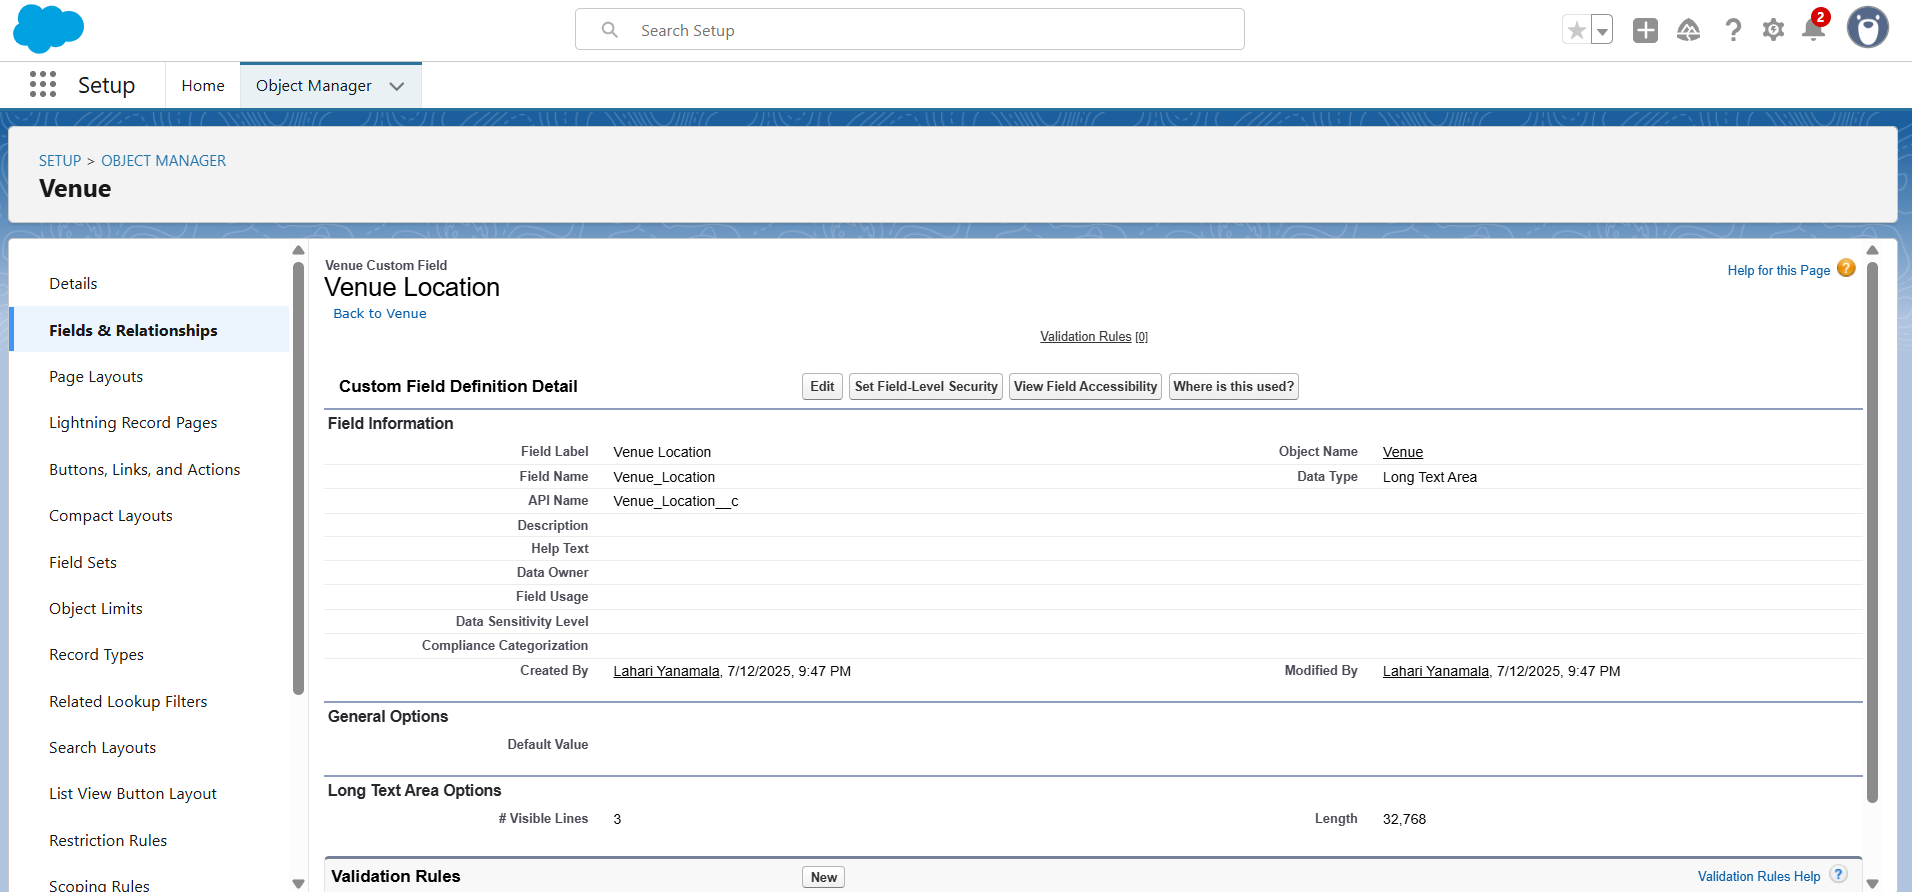 Search Setup
2
Setup
Home
Object Manager
SETUP > OBJECT MANAGER
Venue
Details
Fields & Relationships
Page Layouts
Lightning Record Pages
Buttons, Links, and Actions
Compact Layouts
Field Sets
Object Limits
Record Types
Related Lookup Filters
Search Layouts
List View Button Layout
Restriction Rules
Scoping Rules
Venue Custom Field
Venue Location
Back to Venue
Help for this Page ?
Validation Rules [0]
Custom Field Definition Detail
Edit Set Field-Level Security View Field Accessibility Where is this used?
Field Information
Field Label Venue Location Object Name Venue
Field Name Venue_Location Data Type Long Text Area
API Name Venue_Location__c
Description
Help Text
Data Owner
Field Usage
Data Sensitivity Level
Compliance Categorization
Created By Lahari Yanamala, 7/12/2025, 9:47 PM Modified By Lahari Yanamala, 7/12/2025, 9:47 PM
General Options
Default Value
Long Text Area Options
# Visible Lines 3 Length 32,768
Validation Rules New Validation Rules Help ?